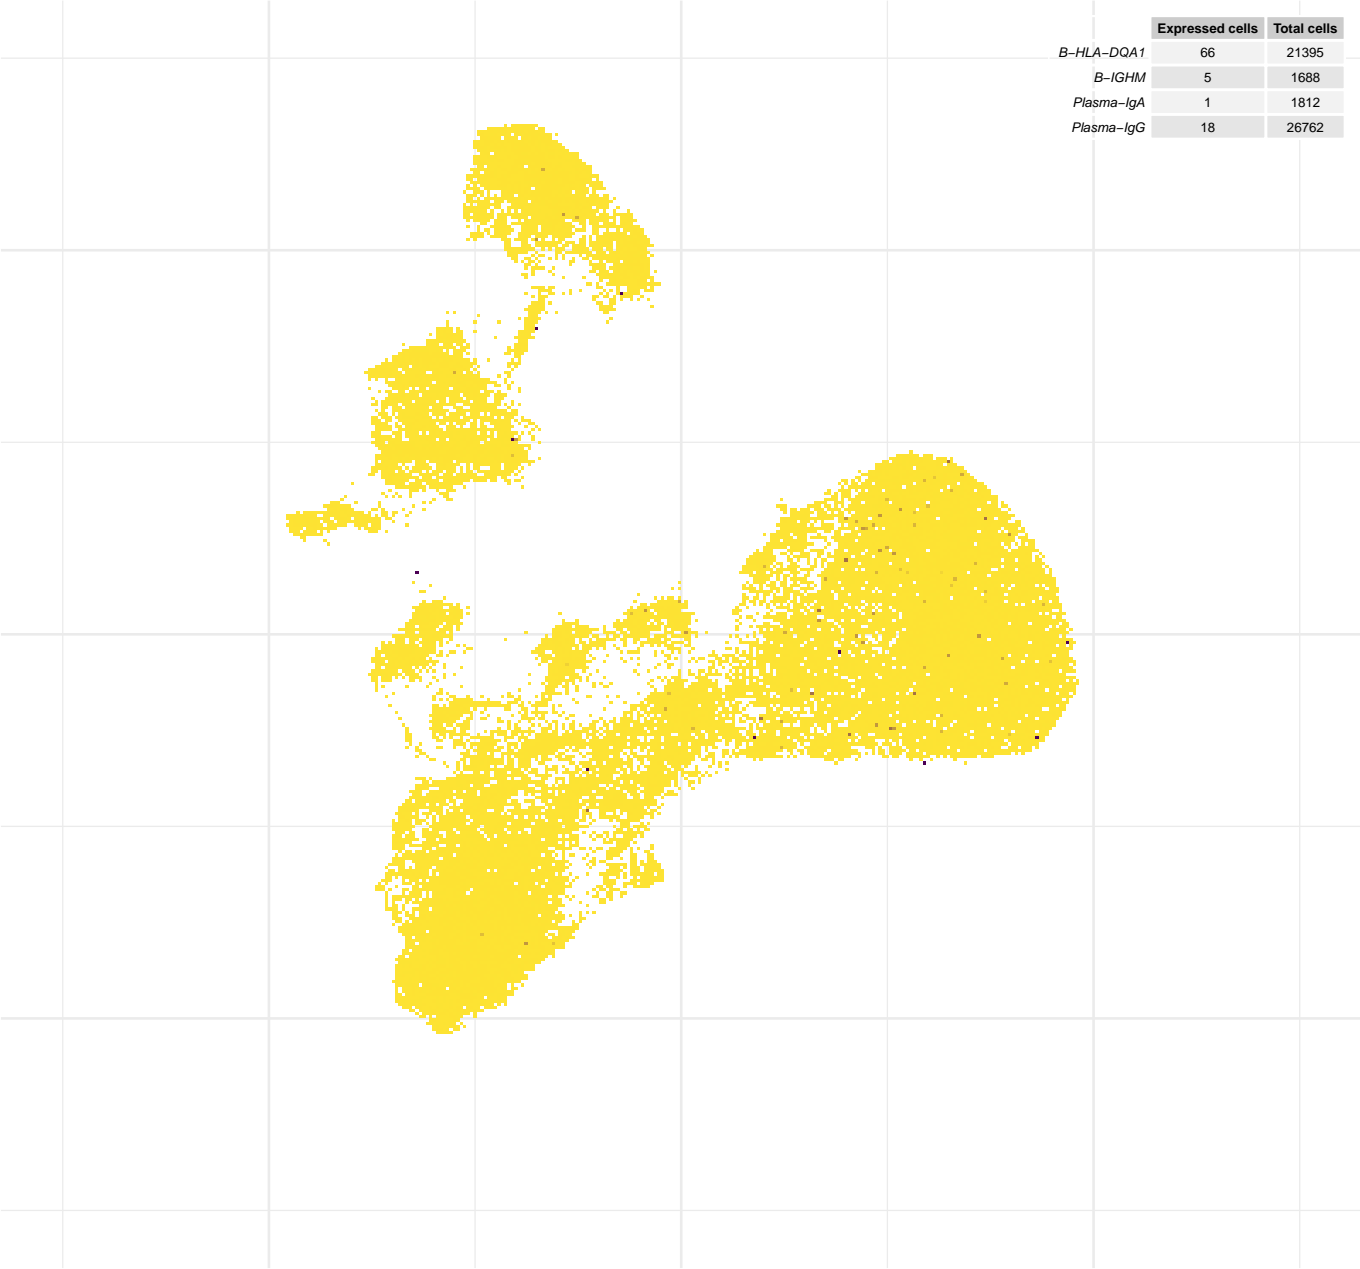 Expressed cells Total cells
B−HLA−DQA1 66 21395
B−IGHM 5 1688
Plasma−IgA 1 1812
Plasma−IgG 18 26762